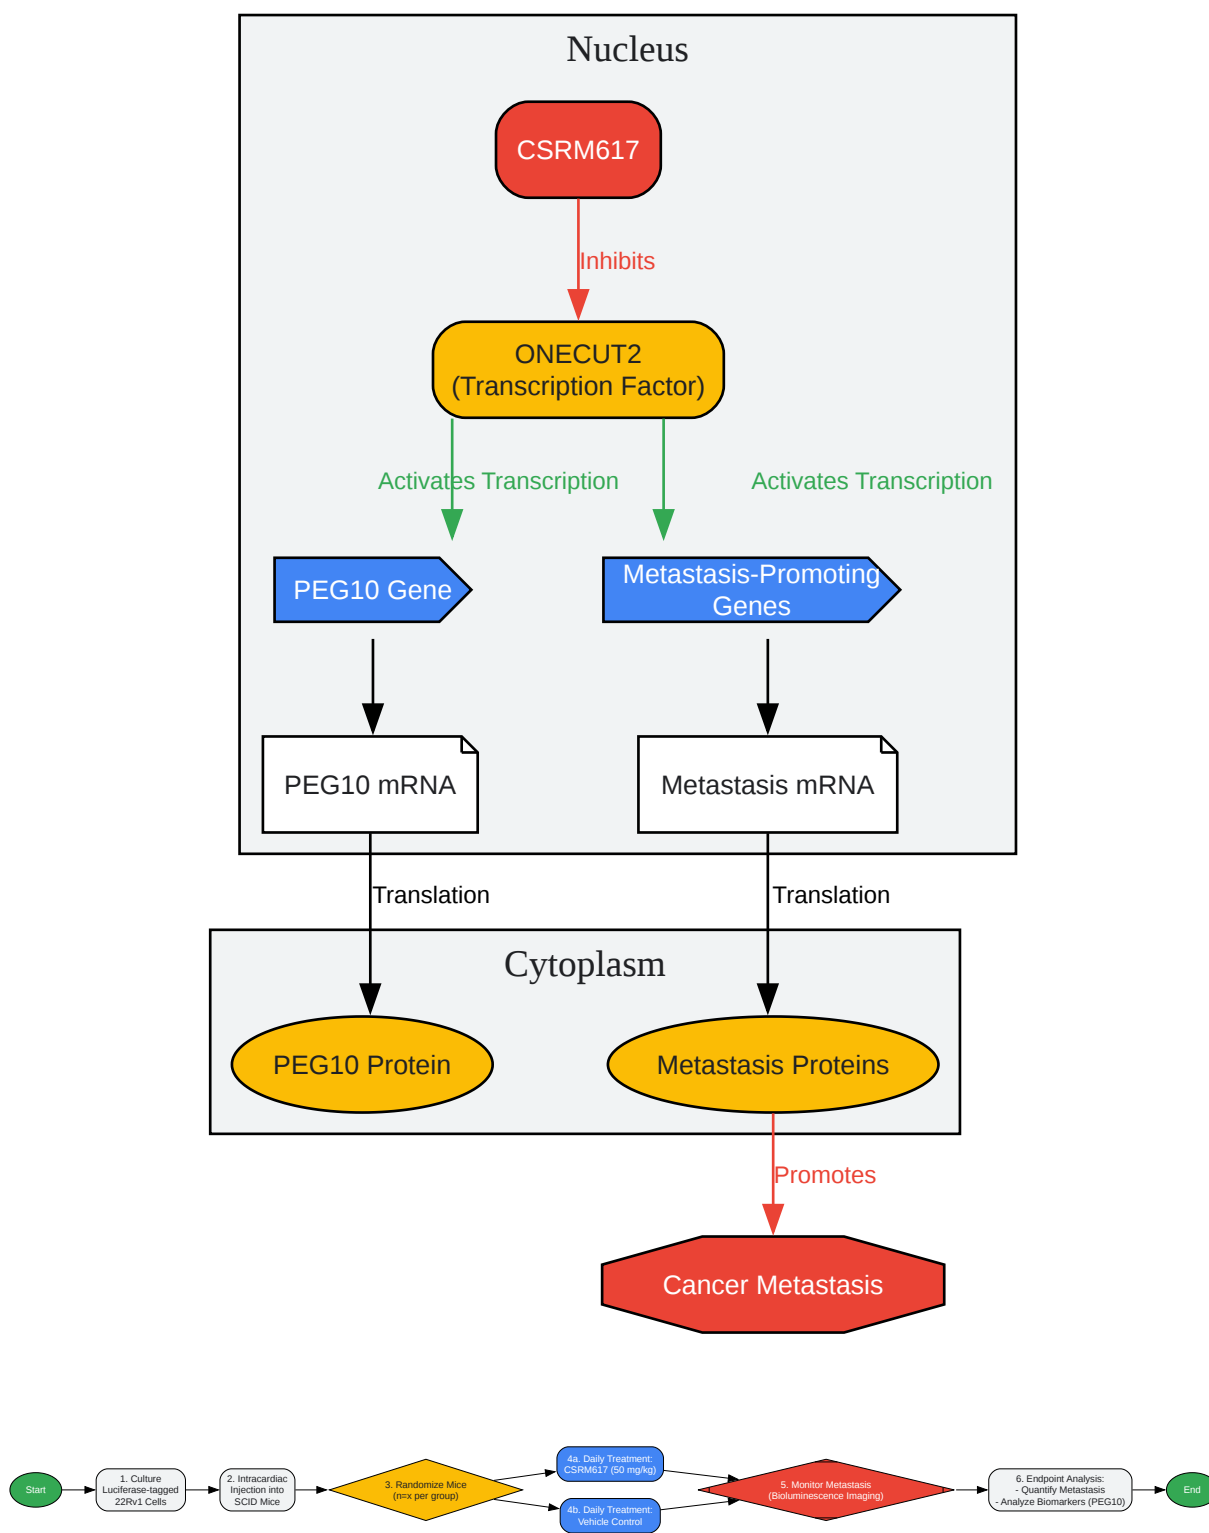 Nucleus
CSRM617
Inhibits
ONECUT2
(Transcription Factor)
Activates Transcription
Activates Transcription
PEG10 Gene
Metastasis-Promoting
Genes
PEG10 mRNA
Metastasis mRNA
Translation
Translation
Cytoplasm
PEG10 Protein
Metastasis Proteins
Promotes
Cancer Metastasis
Start
1. Culture
Luciferase-tagged
22Rv1 Cells
2. Intracardiac
Injection into
SCID Mice
3. Randomize Mice
(n=x per group)
4a. Daily Treatment:
CSRM617 (50 mg/kg)
4b. Daily Treatment:
Vehicle Control
5. Monitor Metastasis
(Bioluminescence Imaging)
6. Endpoint Analysis:
- Quantify Metastasis
- Analyze Biomarkers (PEG10)
End